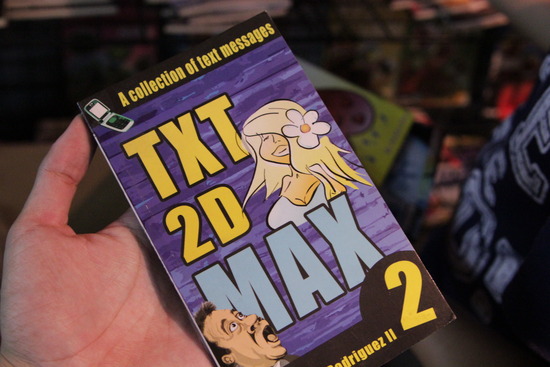 A collection of text messages
TXT
2D
MAX
2
Rodriguez II